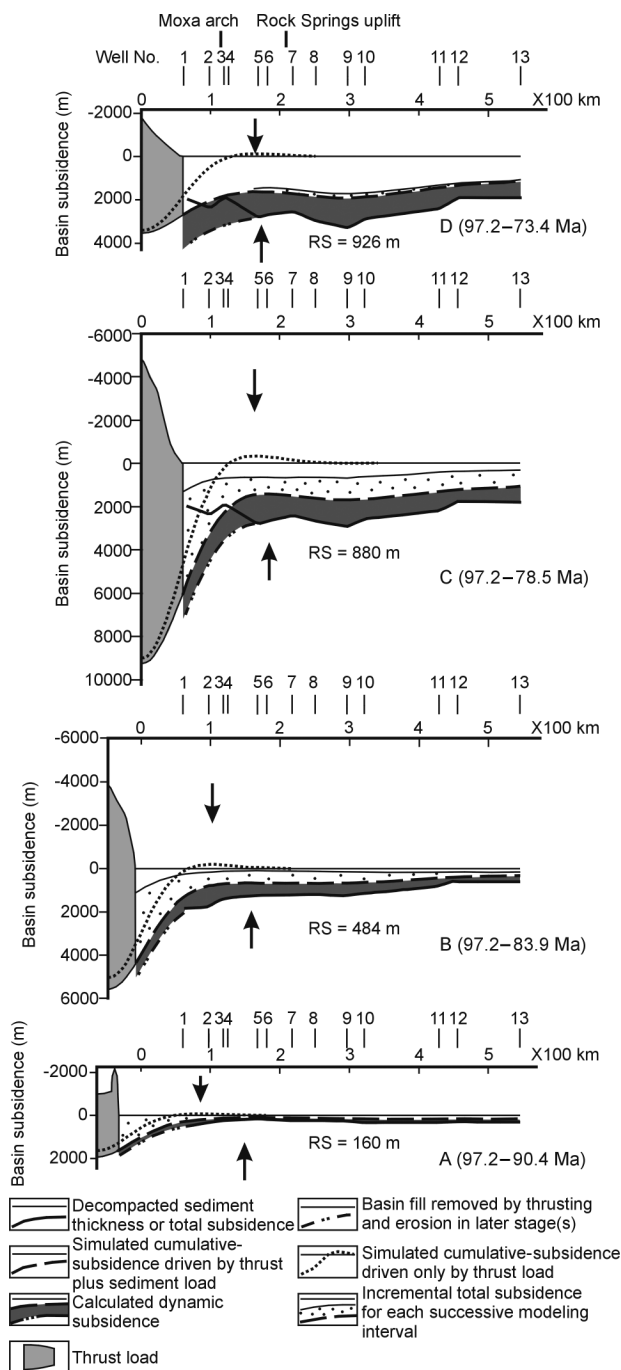 Moxa arch Rock Springs uplift
Well No. 1 2 3 4 5 6 7 8 9 10 11 12 13
0 1 2 3 4 5 X100 km
Basin subsidence (m)
-2000
0
2000
4000
RS = 926 m
D (97.2–73.4 Ma)
1 2 3 4 5 6 7 8 9 10 11 12 13
0 1 2 3 4 5 X100 km
Basin subsidence (m)
-6000
-4000
-2000
0
2000
4000
6000
8000
10000
RS = 880 m
C (97.2–78.5 Ma)
1 2 3 4 5 6 7 8 9 10 11 12 13
0 1 2 3 4 5 X100 km
Basin subsidence (m)
-6000
-4000
-2000
0
2000
4000
6000
RS = 484 m
B (97.2–83.9 Ma)
1 2 3 4 5 6 7 8 9 10 11 12 13
0 1 2 3 4 5 X100 km
Basin subsidence (m)
-2000
0
2000
RS = 160 m
A (97.2–90.4 Ma)
Decompacted sediment
thickness or total subsidence
Simulated cumulative-
subsidence driven by thrust
plus sediment load
Calculated dynamic
subsidence
Thrust load
Basin fill removed by thrusting
and erosion in later stage(s)
Simulated cumulative-subsidence
driven only by thrust load
Incremental total subsidence
for each successive modeling
interval